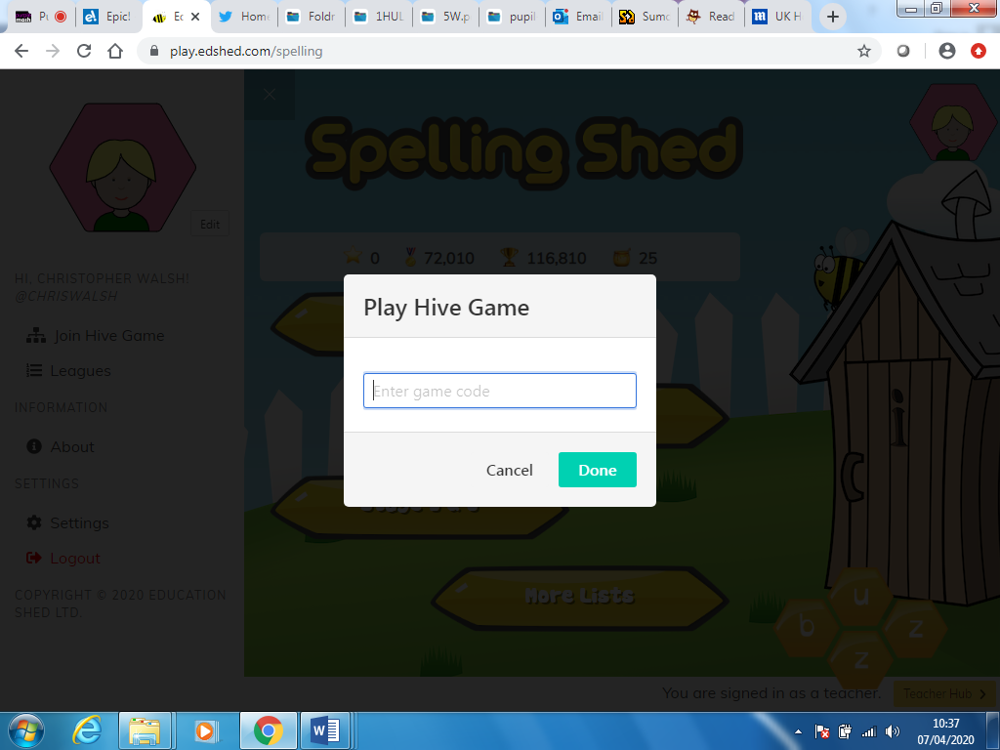 Pu
Epic!
Ed
Home
Foldr
1HUL
5W.p
pupil
Email
Sumo
Read
UK H
play.edshed.com/spelling
Spelling Shed
Edit
0 72,010 116,810 25
HI, CHRISTOPHER WALSH!
@CHRISWALSH
Join Hive Game
Leagues
INFORMATION
About
SETTINGS
Settings
Logout
COPYRIGHT © 2020 EDUCATION
SHED LTD.
Play Hive Game
Enter game code
Cancel Done
More Lists
b u z z
You are signed in as a teacher. Teacher Hub
10:37
07/04/2020